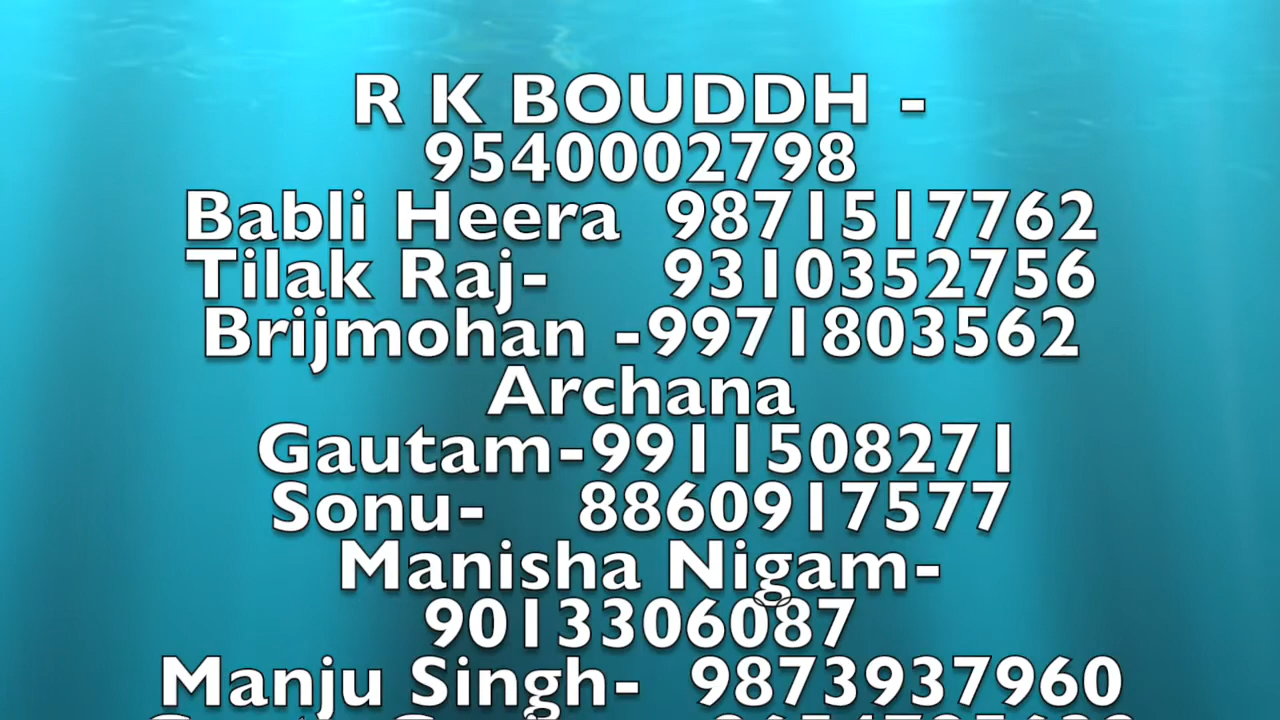 R K BOUDDH -
9540002798
Babli Heera 9871517762
Tilak Raj- 9310352756
Brijmohan -9971803562
Archana
Gautam-9911508271
Sonu- 8860917577
Manisha Nigam-
9013306087
Manju Singh- 9873937960